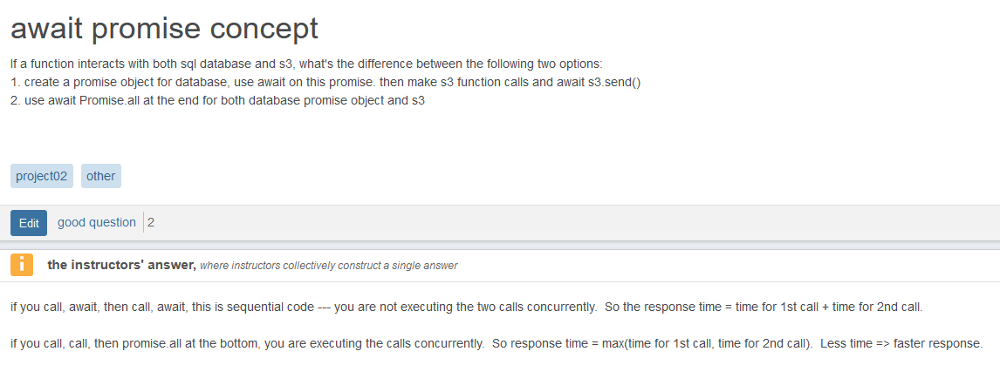 await promise concept
If a function interacts with both sql database and s3, what's the difference between the following two options:
1. create a promise object for database, use await on this promise. then make s3 function calls and await s3.send()
2. use await Promise.all at the end for both database promise object and s3
project02 other
Edit good question 2
i the instructors' answer, where instructors collectively construct a single answer
if you call, await, then call, await, this is sequential code --- you are not executing the two calls concurrently.  So the response time = time for 1st call + time for 2nd call.
if you call, call, then promise.all at the bottom, you are executing the calls concurrently.  So response time = max(time for 1st call, time for 2nd call).  Less time => faster response.